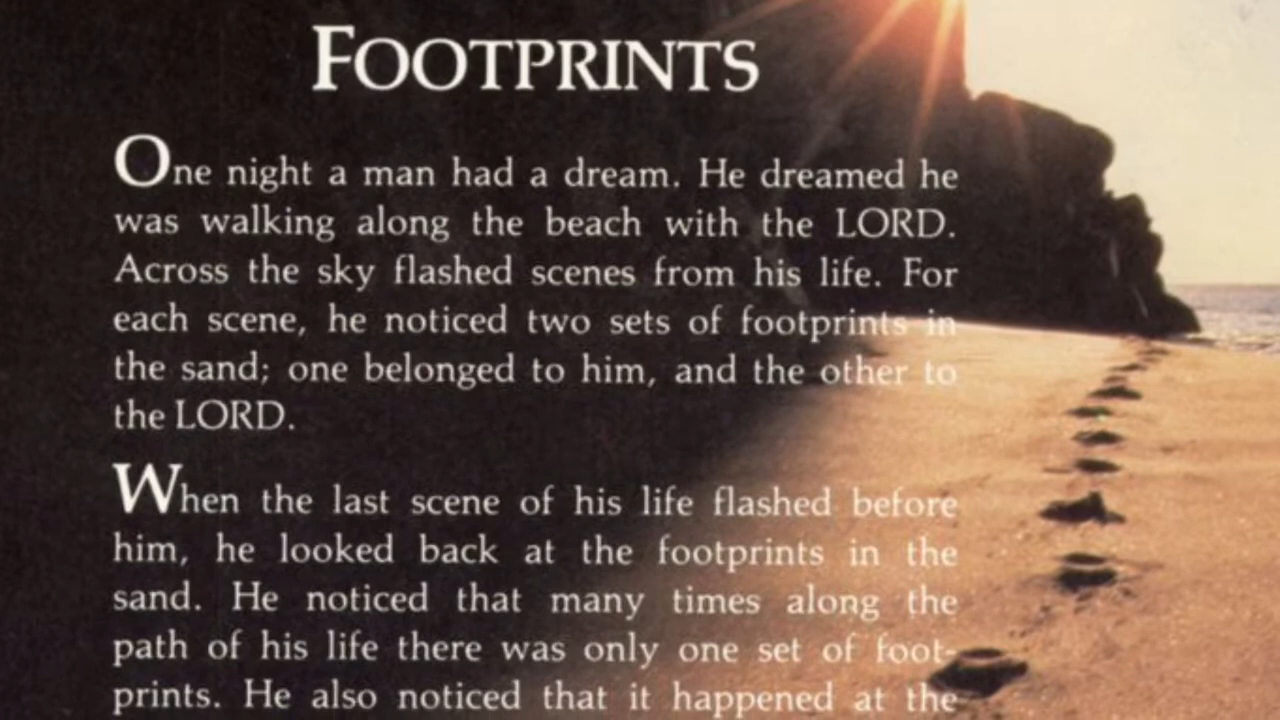 FOOTPRINTS
One night a man had a dream. He dreamed he
was walking along the beach with the LORD.
Across the sky flashed scenes from his life. For
each scene, he noticed two sets of footprints in
the sand; one belonged to him, and the other to
the LORD.
When the last scene of his life flashed before
him, he looked back at the footprints in the
sand. He noticed that many times along the
path of his life there was only one set of foot-
prints. He also noticed that it happened at the